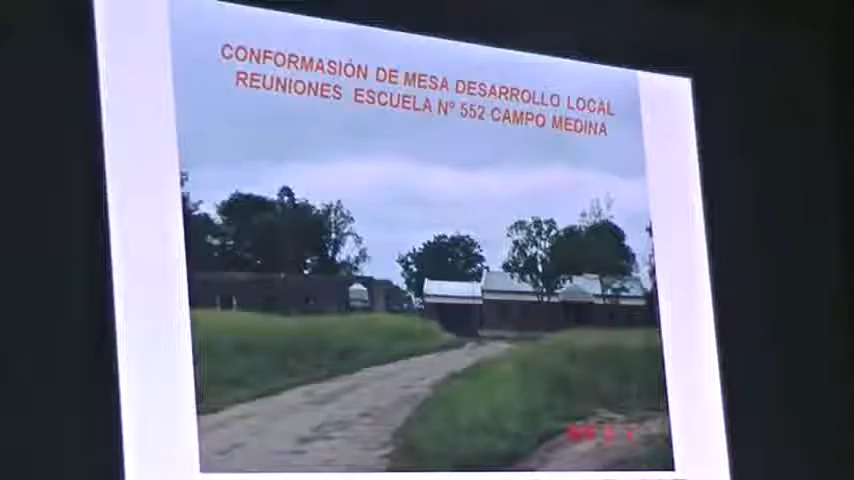 CONFORMASIÓN DE MESA DESARROLLO LOCAL
REUNIONES ESCUELA Nº 552 CAMPO MEDINA